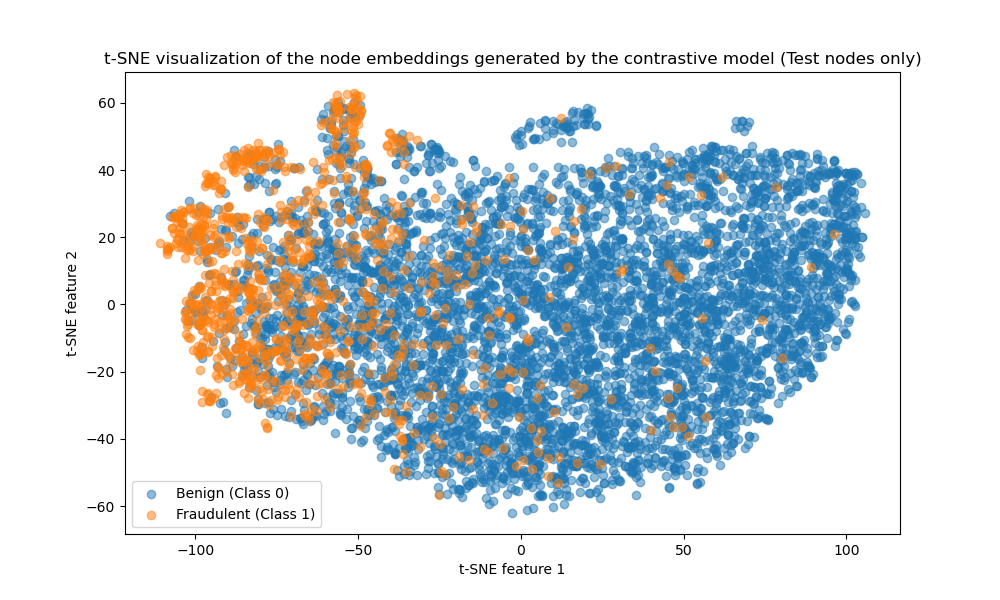 t-SNE visualization of the node embeddings generated by the contrastive model (Test nodes only)
60
40
20
0
−20
−40
−60
t-SNE feature 2
Benign (Class 0)
Fraudulent (Class 1)
−100
−50
0
50
100
t-SNE feature 1